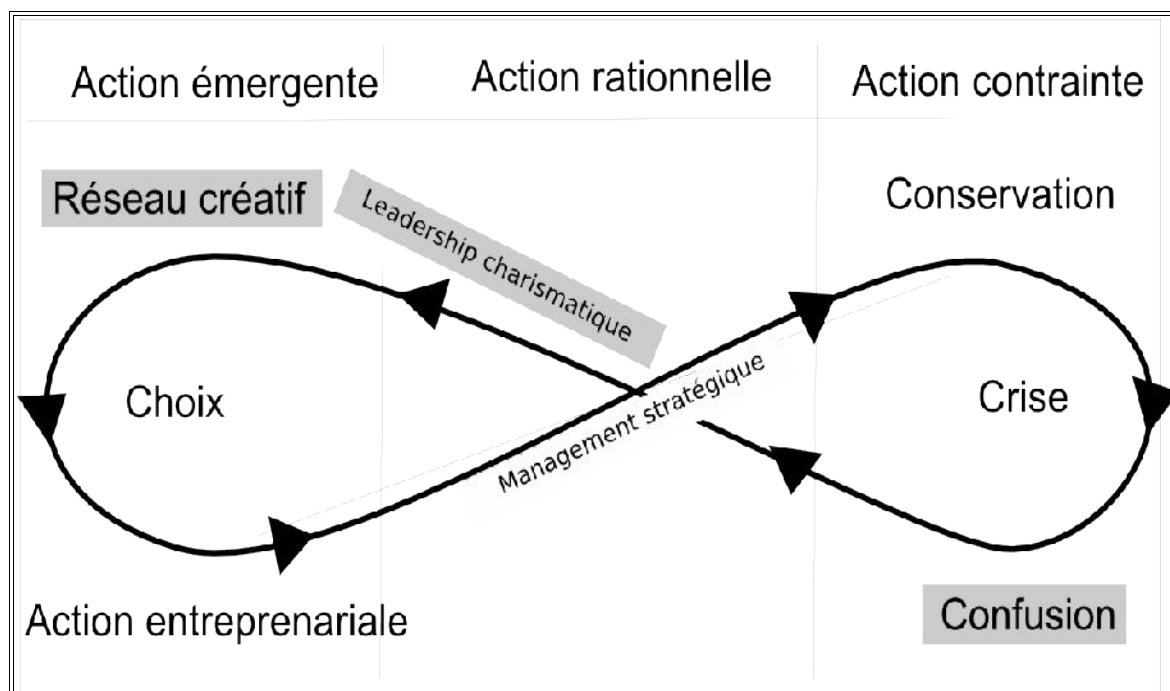 Action émergente
Action rationnelle
Action contrainte
Réseau créatif
Leadership charismatique
Conservation
Choix
Management stratégique
Crise
Action entreprenariale
Confusion